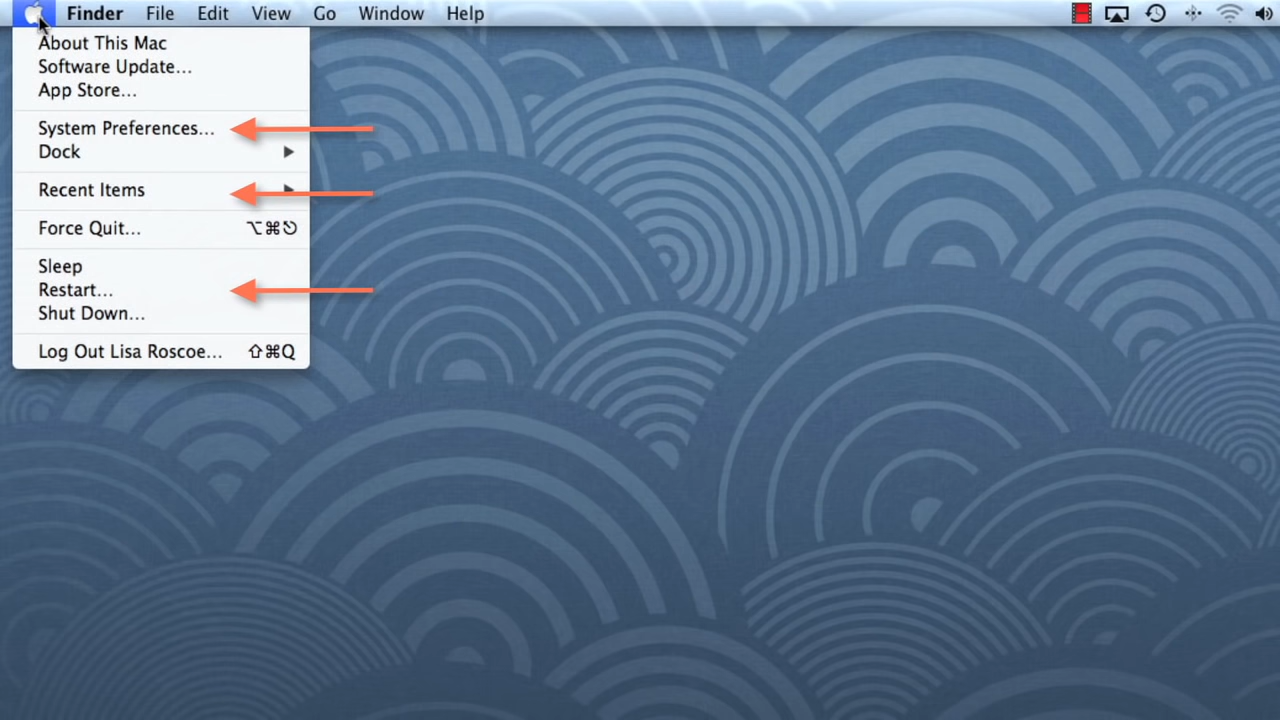 Finder File Edit View Go Window Help
About This Mac
Software Update...
App Store...
System Preferences...
Dock
Recent Items
Force Quit... ⌥⌘⎋
Sleep
Restart...
Shut Down...
Log Out Lisa Roscoe... ⇧⌘Q